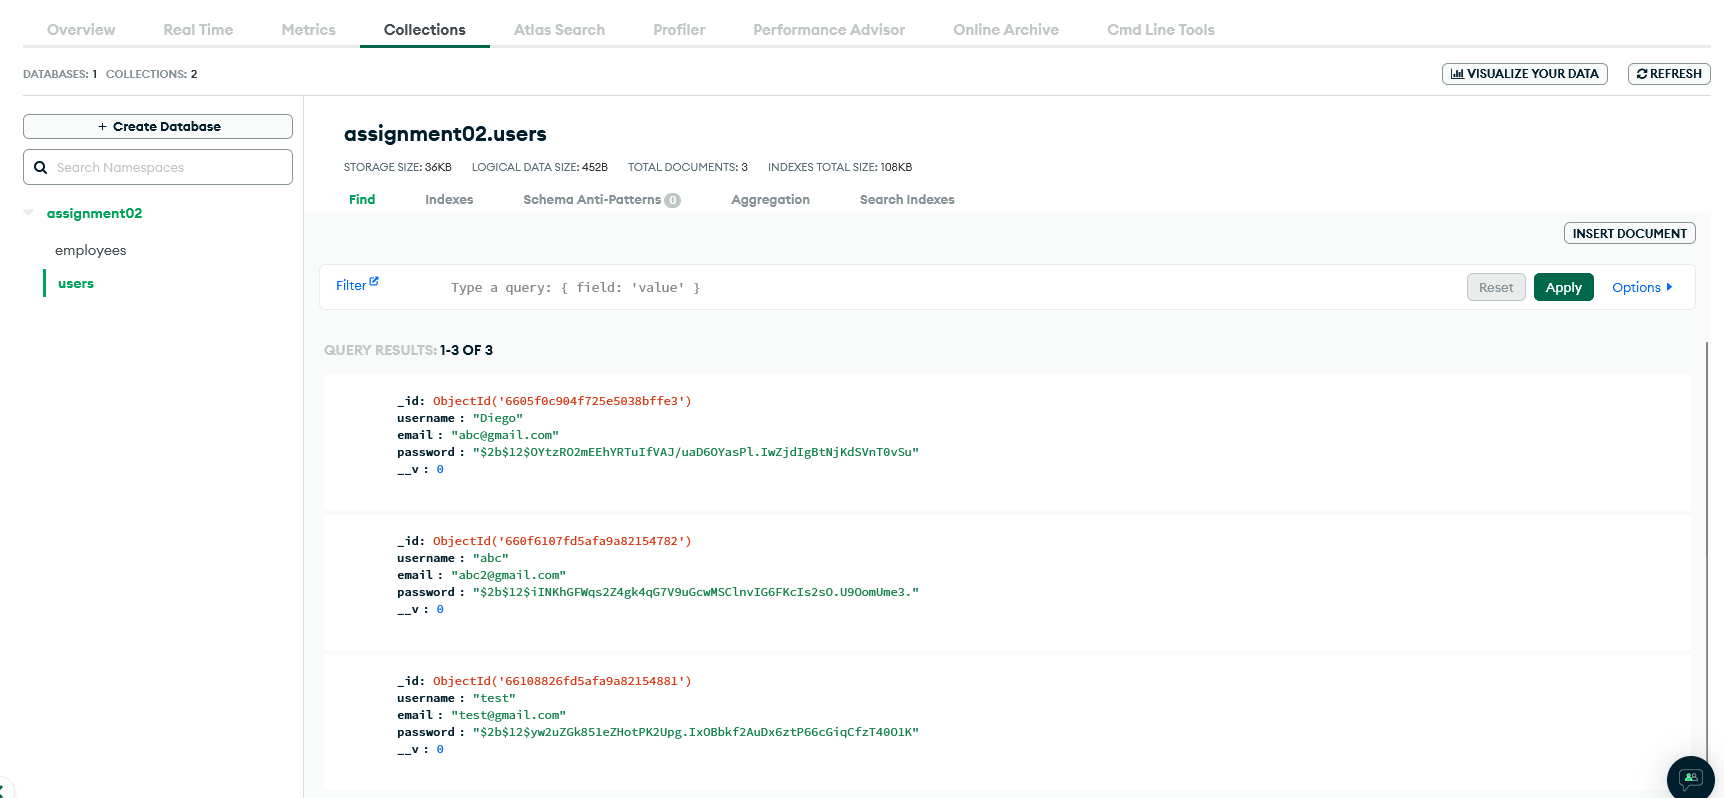 Overview Real Time Metrics Collections Atlas Search Profiler Performance Advisor Online Archive Cmd Line Tools
DATABASES: 1 COLLECTIONS: 2
VISUALIZE YOUR DATA REFRESH
+ Create Database
Search Namespaces
assignment02
employees
users
assignment02.users
STORAGE SIZE: 36KB LOGICAL DATA SIZE: 452B TOTAL DOCUMENTS: 3 INDEXES TOTAL SIZE: 108KB
Find Indexes Schema Anti-Patterns 0 Aggregation Search Indexes
INSERT DOCUMENT
Filter Type a query: { field: 'value' } Reset Apply Options
QUERY RESULTS: 1-3 OF 3
_id: ObjectId('6605f0c904f725e5038bffe3')
username : "Diego"
email : "abc@gmail.com"
password : "$2b$12$OYtzRO2mEEhYRTuIfVAJ/uaD6OYasPl.IwZjdIgBtNjKdSVnT0vSu"
__v : 0
_id: ObjectId('660f6107fd5afa9a82154782')
username : "abc"
email : "abc2@gmail.com"
password : "$2b$12$iINKhGFWqs2Z4gk4qG7V9uGcwMSClnvIG6FKcIs2sO.U9OomUme3."
__v : 0
_id: ObjectId('66108826fd5afa9a82154881')
username : "test"
email : "test@gmail.com"
password : "$2b$12$yw2uZGk851eZHotPK2Upg.IxOBbkf2AuDx6ztP66cGiqCfzT40O1K"
__v : 0